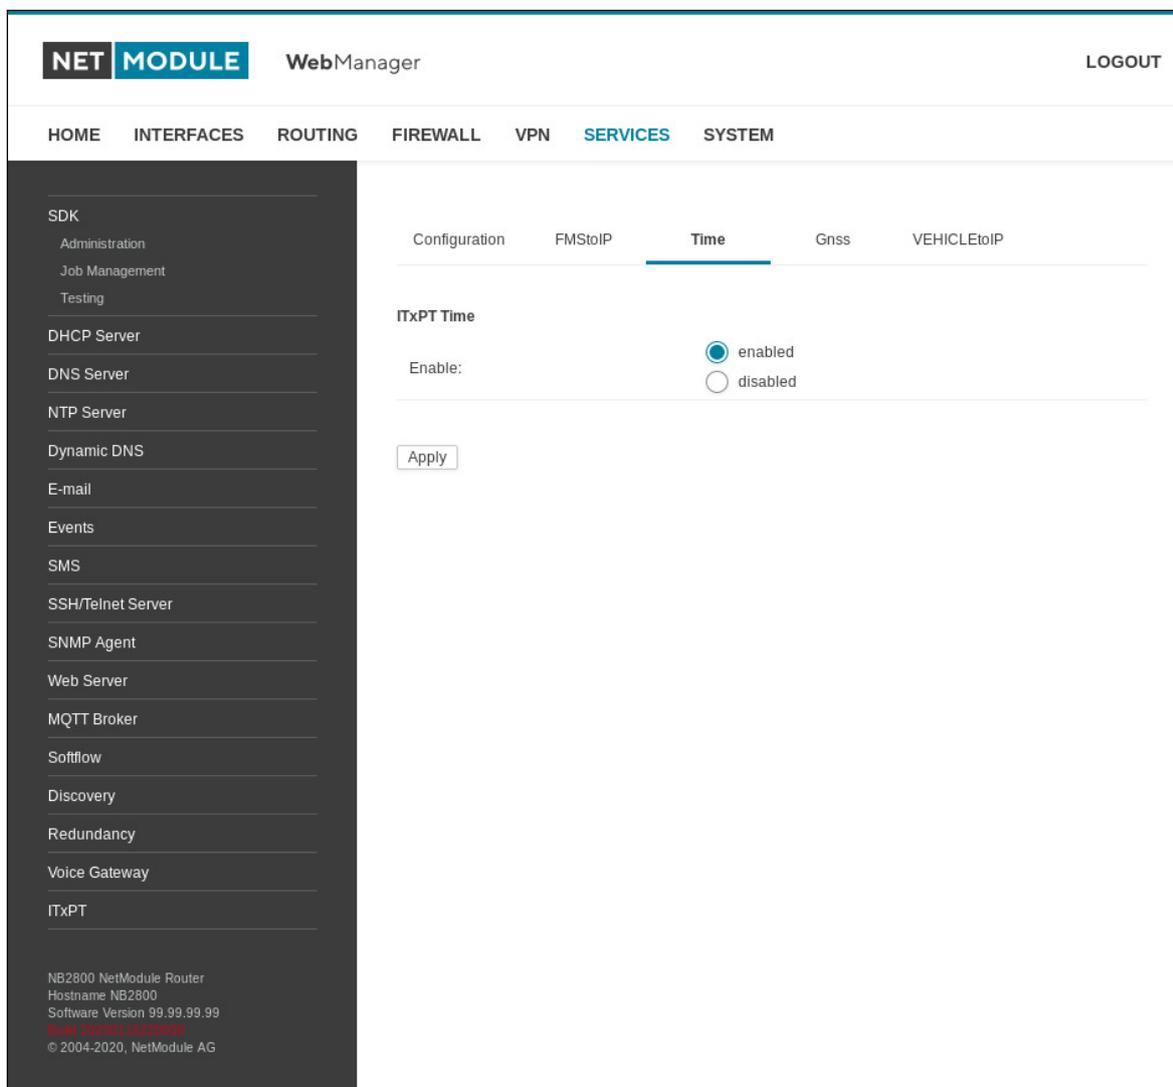 NET MODULE WebManager LOGOUT
HOME INTERFACES ROUTING FIREWALL VPN SERVICES SYSTEM
SDK
Administration
Job Management
Testing
DHCP Server
DNS Server
NTP Server
Dynamic DNS
E-mail
Events
SMS
SSH/Telnet Server
SNMP Agent
Web Server
MQTT Broker
Softflow
Discovery
Redundancy
Voice Gateway
ITxPT
NB2800 NetModule Router
Hostname NB2800
Software Version 99.99.99.99
Build
© 2004-2020, NetModule AG
Configuration FMStoIP Time Gnss VEHICLEtoIP
ITxPT Time
Enable:
enabled
disabled
Apply